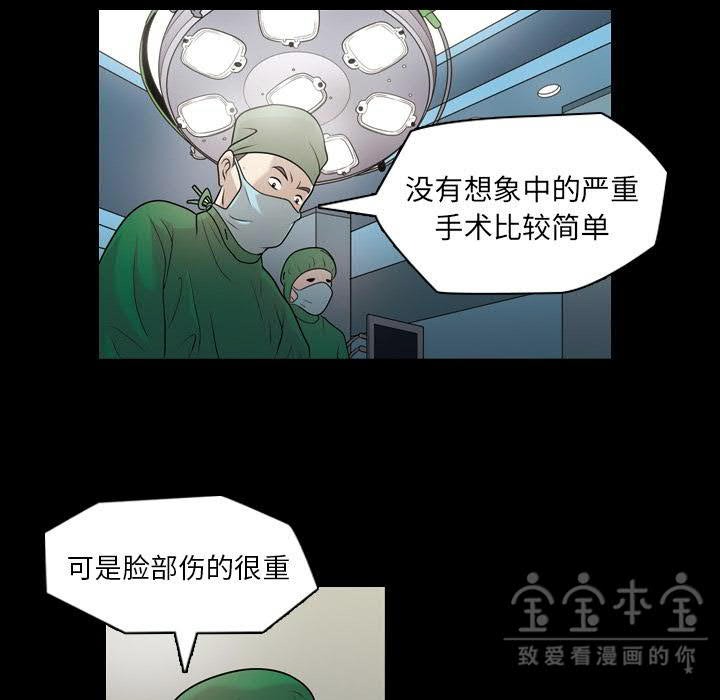 没有想象中的严重
手术比较简单
可是脸部伤的很重
宝宝本宝
致爱看漫画的你